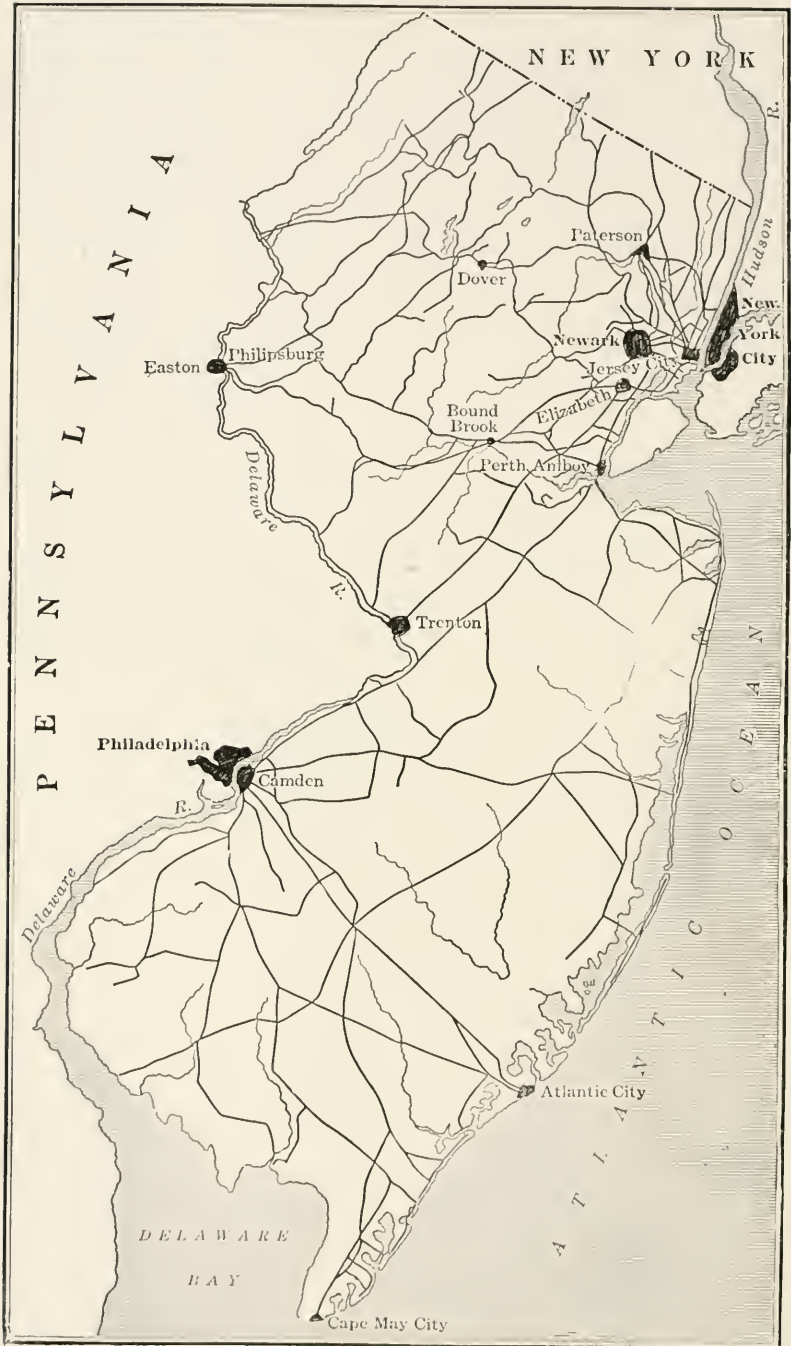 NEW YORK
PENNSYLVANIA
R.
Hudson
Paterson
Dover
New
York
City
Newark
Jersey City
Easton
Philipsburg
Elizabeth
Bound
Brook
Perth Amboy
Delaware
R.
Trenton
Philadelphia
Camden
R.
Delaware
ATLANTIC OCEAN
Atlantic City
DELAWARE
BAY
Cape May City